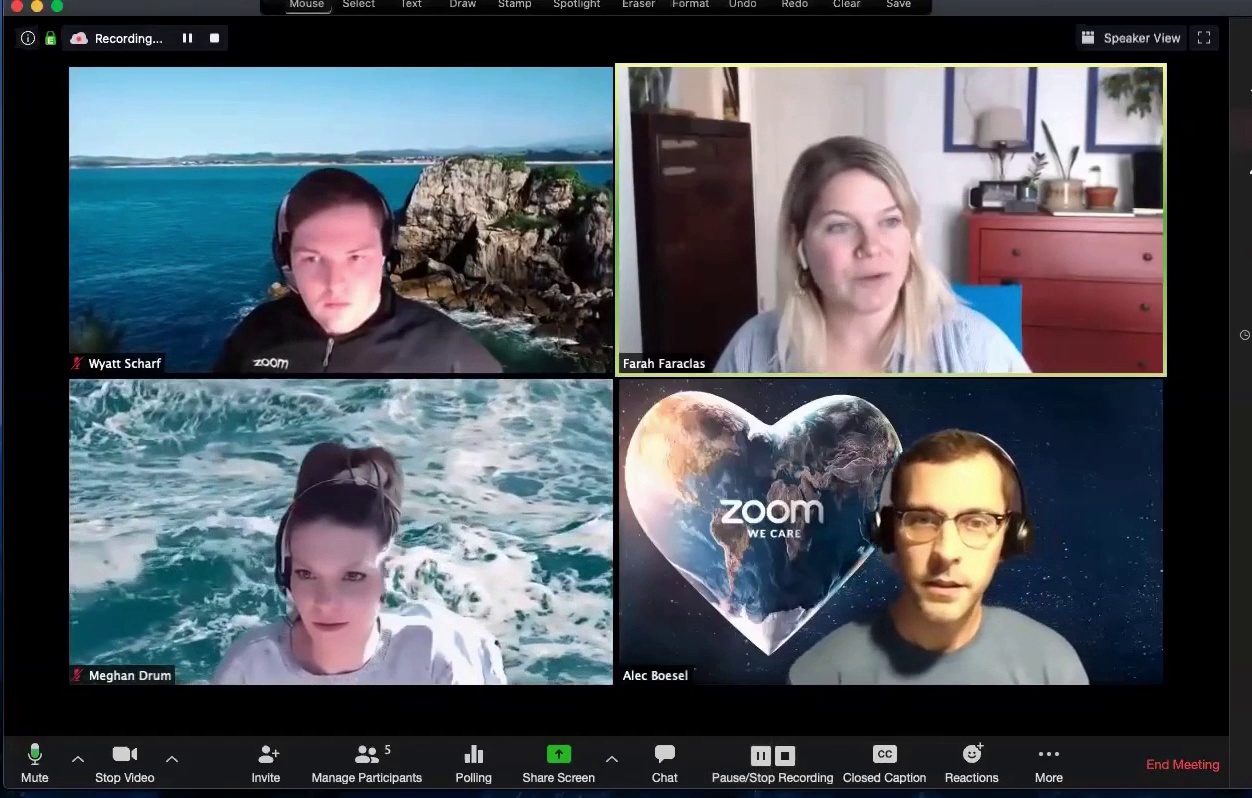 Mouse Select Text Draw Stamp Spotlight Eraser Format Undo Redo Clear Save
Recording...
Speaker View
zoom
Wyatt Scharf
Farah Faraclas
zoom
WE CARE
Meghan Drum
Alec Boesel
5
Mute Stop Video Invite Manage Participants Polling Share Screen Chat Pause/Stop Recording CC Closed Caption Reactions More End Meeting